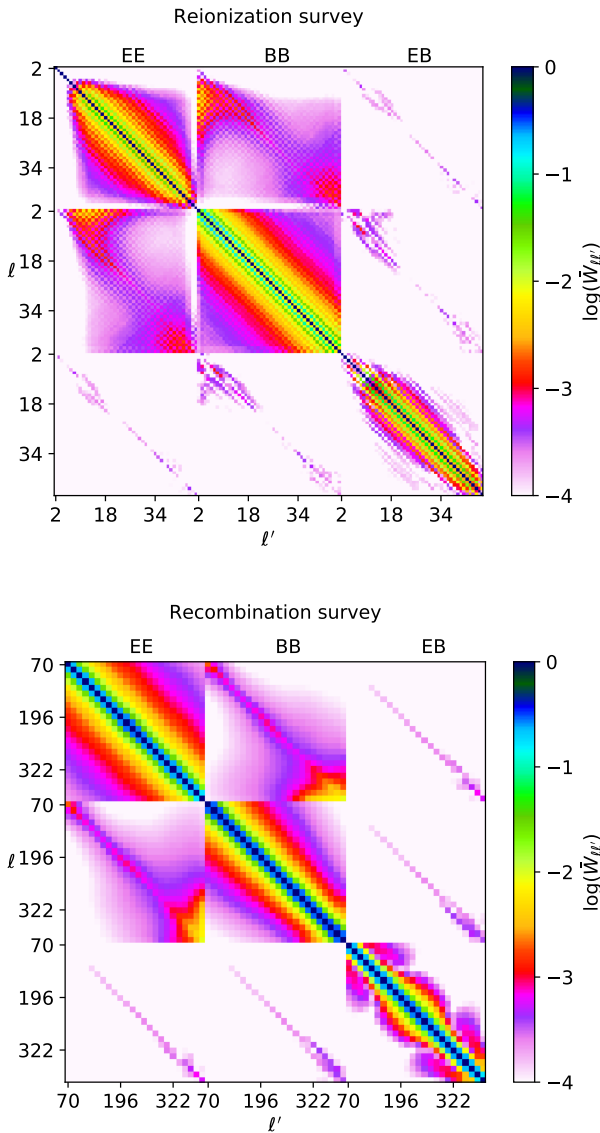 Reionization survey
EE BB EB
2
18
34
2
18
ℓ
34
2
18
34
2 18 34 2 18 34 2 18 34
ℓ′
0
−1
−2
−3
−4
log(W̄ℓℓ′)
Recombination survey
EE BB EB
70
196
322
70
196
ℓ
322
70
196
322
70 196 322 70 196 322 70 196 322
ℓ′
0
−1
−2
−3
−4
log(W̄ℓℓ′)